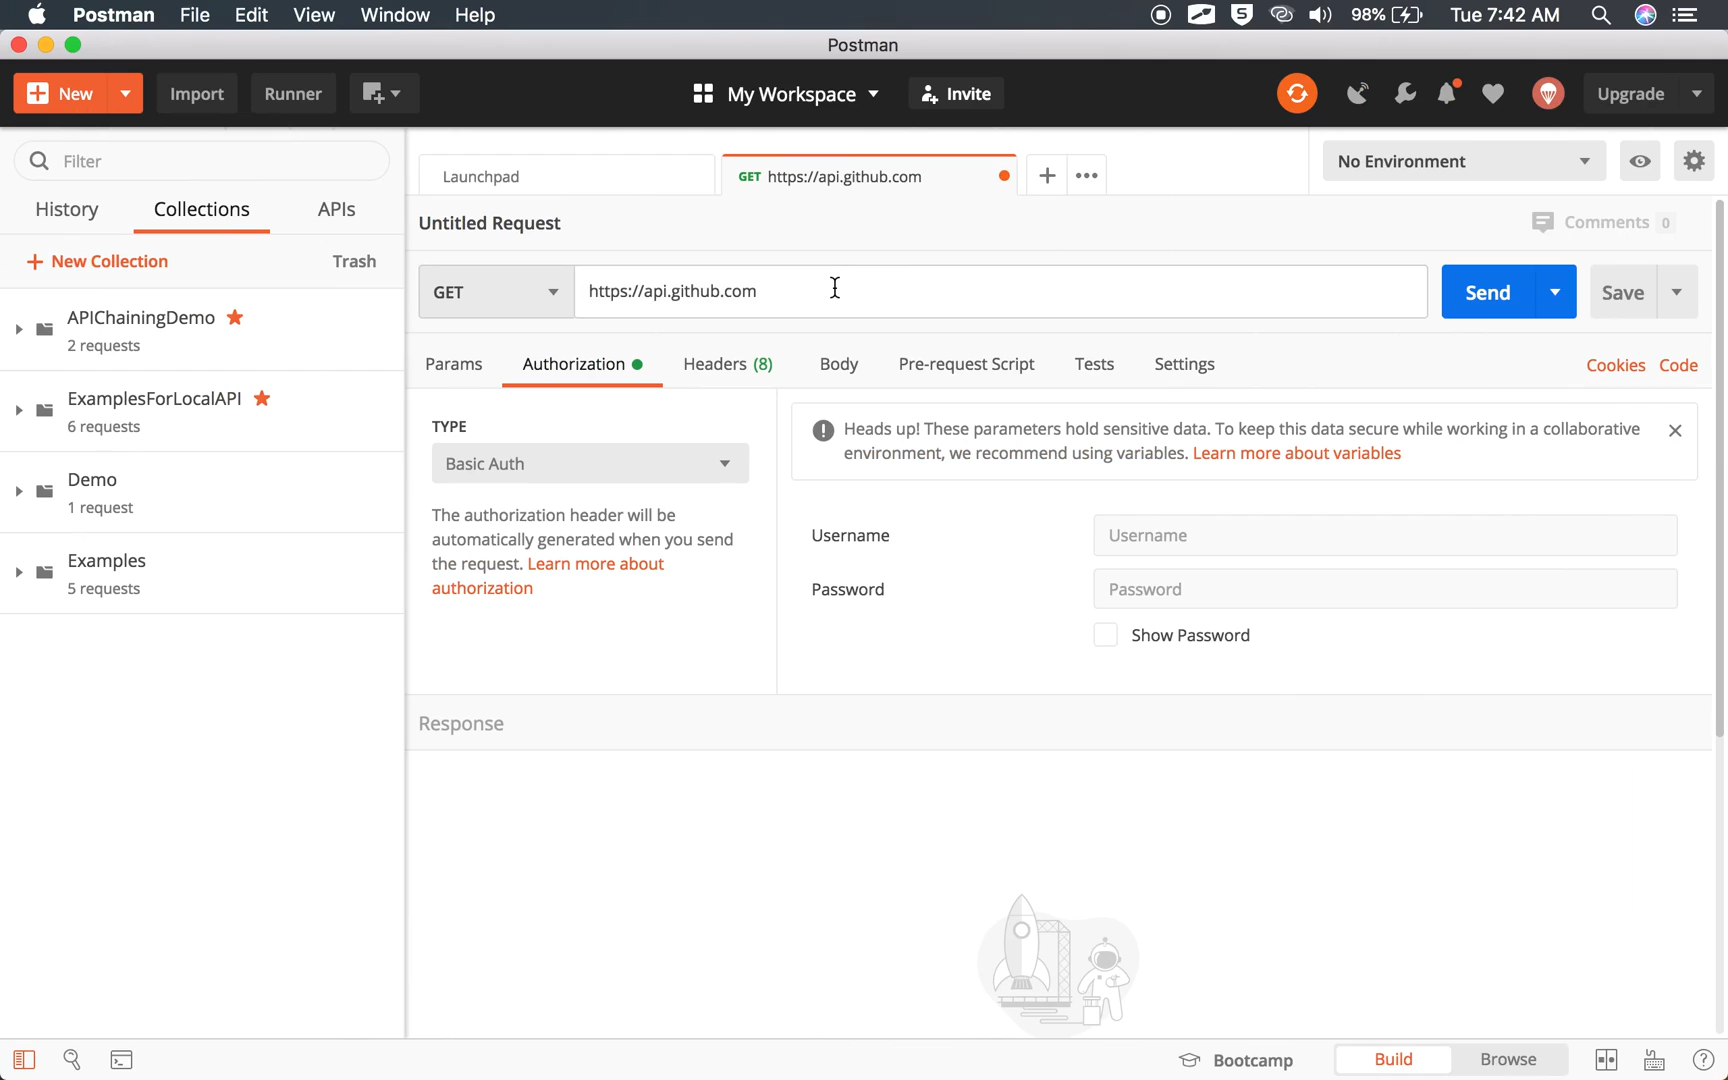 Postman File Edit View Window Help 98% Tue 7:42 AM
Postman
New Import Runner My Workspace Invite Upgrade
Filter
History Collections APIs
New Collection Trash
APIChainingDemo
2 requests
ExamplesForLocalAPI
6 requests
Demo
1 request
Examples
5 requests
Launchpad GET https://api.github.com No Environment
Untitled Request Comments 0
GET https://api.github.com Send Save
Params Authorization Headers (8) Body Pre-request Script Tests Settings Cookies Code
TYPE
Basic Auth
The authorization header will be
automatically generated when you send
the request. Learn more about
authorization
Heads up! These parameters hold sensitive data. To keep this data secure while working in a collaborative
environment, we recommend using variables. Learn more about variables
Username Username
Password Password
Show Password
Response
Bootcamp Build Browse